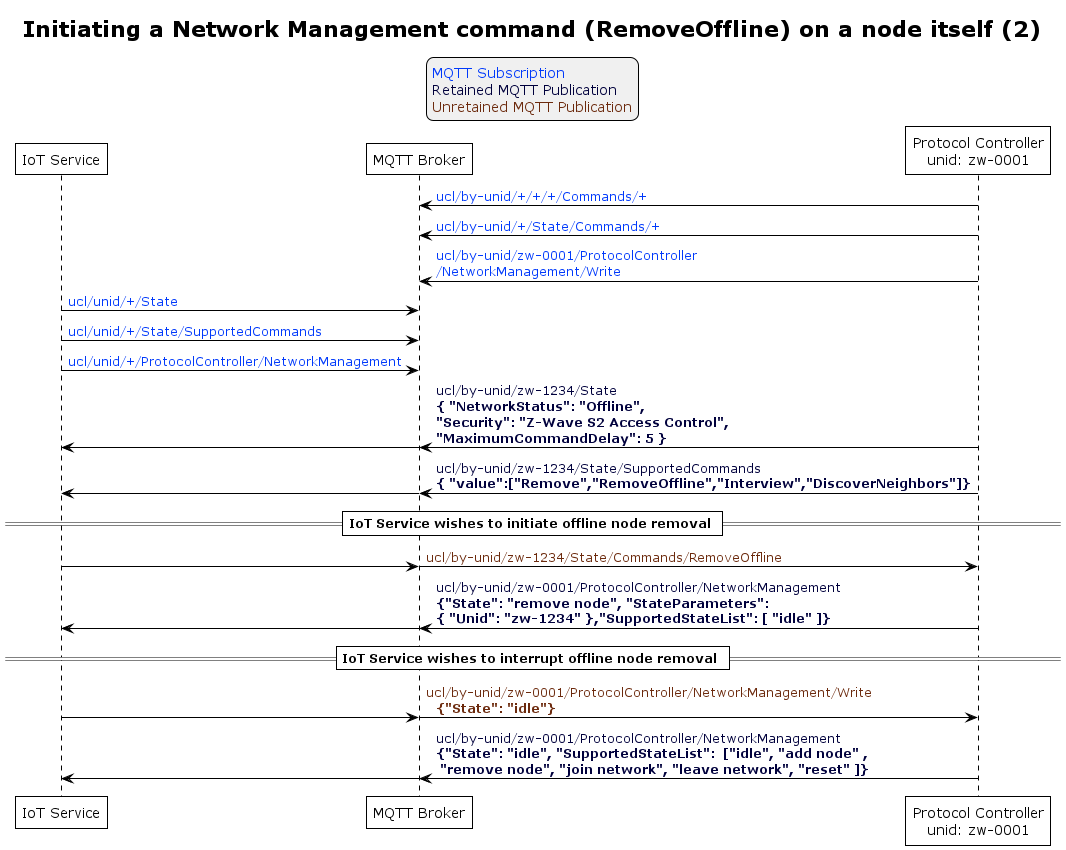 Initiating a Network Management command (RemoveOffline) on a node itself (2)
MQTT Subscription
Retained MQTT Publication
Unretained MQTT Publication
IoT Service
MQTT Broker
Protocol Controller
unid: zw-0001
ucl/by-unid/+/+/+/Commands/+
ucl/by-unid/+/State/Commands/+
ucl/by-unid/zw-0001/ProtocolController
/NetworkManagement/Write
ucl/unid/+/State
ucl/unid/+/State/SupportedCommands
ucl/unid/+/ProtocolController/NetworkManagement
ucl/by-unid/zw-1234/State
{ "NetworkStatus": "Offline",
"Security": "Z-Wave S2 Access Control",
"MaximumCommandDelay": 5 }
ucl/by-unid/zw-1234/State/SupportedCommands
{ "value":["Remove","RemoveOffline","Interview","DiscoverNeighbors"]}
IoT Service wishes to initiate offline node removal
ucl/by-unid/zw-1234/State/Commands/RemoveOffline
ucl/by-unid/zw-0001/ProtocolController/NetworkManagement
{"State": "remove node", "StateParameters":
{ "Unid": "zw-1234" },"SupportedStateList": [ "idle" ]}
IoT Service wishes to interrupt offline node removal
ucl/by-unid/zw-0001/ProtocolController/NetworkManagement/Write
{"State": "idle"}
ucl/by-unid/zw-0001/ProtocolController/NetworkManagement
{"State": "idle", "SupportedStateList": ["idle", "add node" ,
"remove node", "join network", "leave network", "reset" ]}
IoT Service
MQTT Broker
Protocol Controller
unid: zw-0001